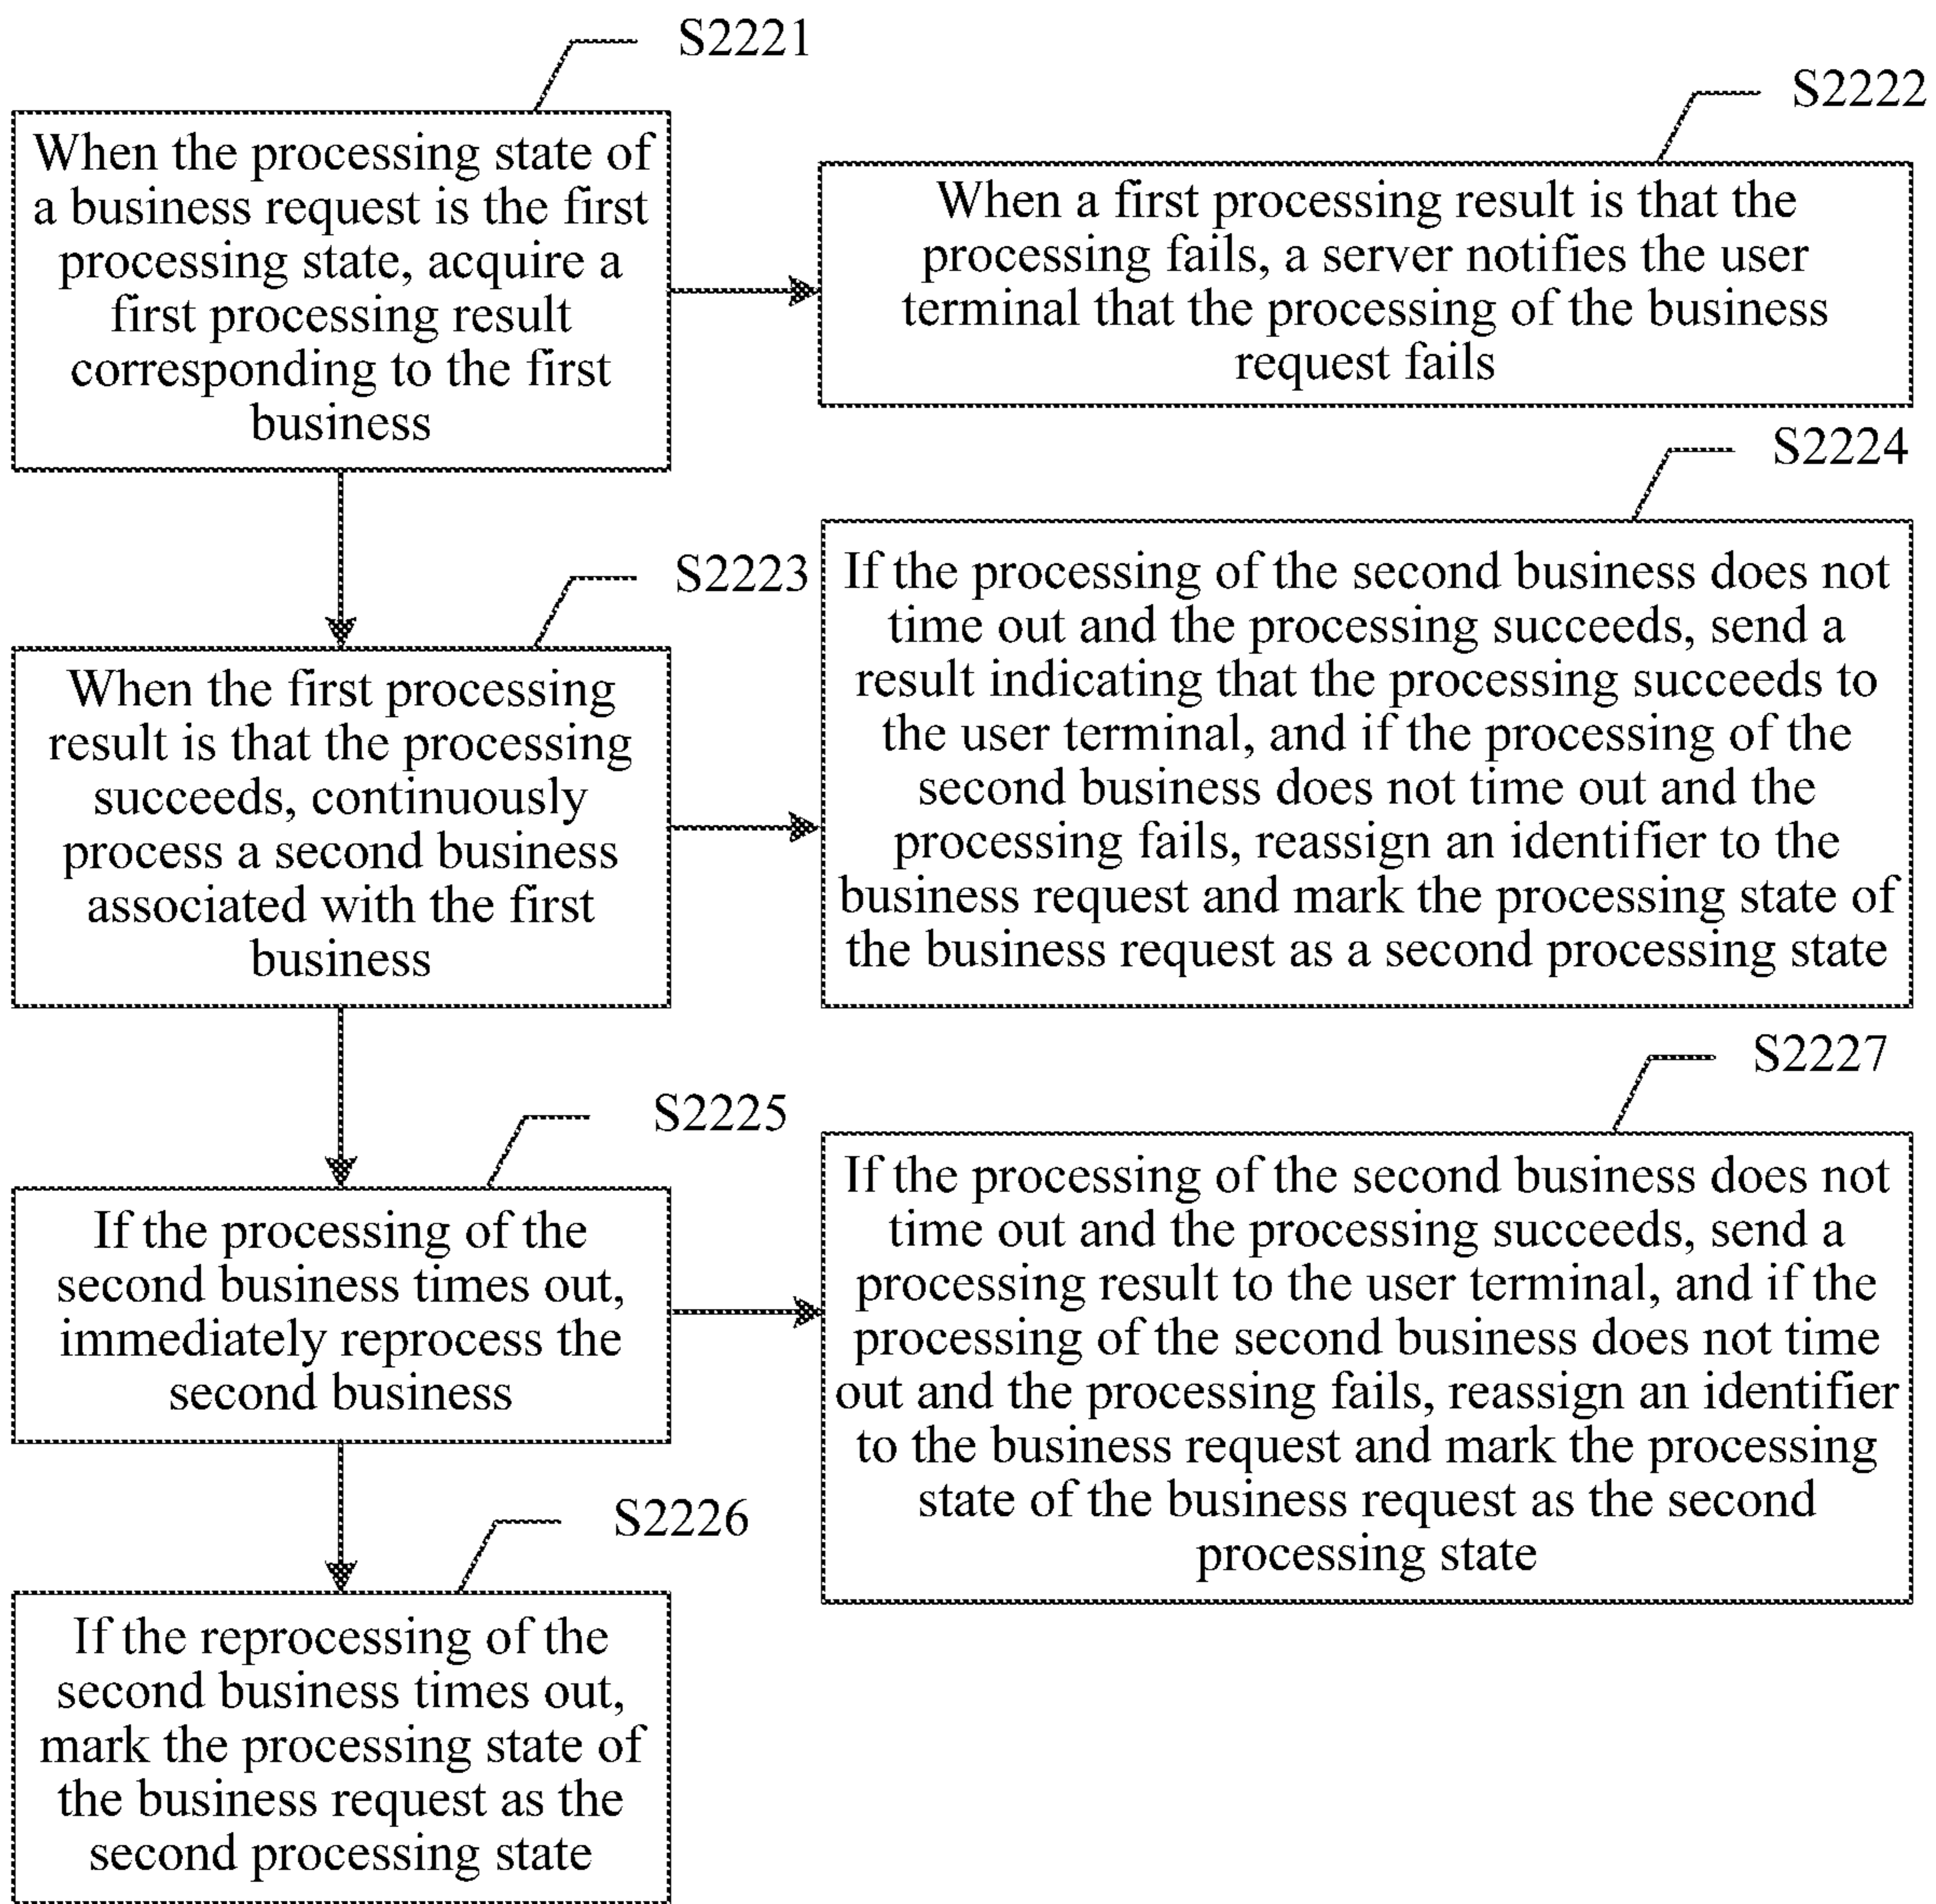 S2221
When the processing state of
a business request is the first
processing state, acquire a
first processing result
corresponding to the first
business
S2222
When a first processing result is that the
processing fails, a server notifies the user
terminal that the processing of the business
request fails
S2223
When the first processing
result is that the processing
succeeds, continuously
process a second business
associated with the first
business
S2224
If the processing of the second business does not
time out and the processing succeeds, send a
result indicating that the processing succeeds to
the user terminal, and if the processing of the
second business does not time out and the
processing fails, reassign an identifier to the
business request and mark the processing state of
the business request as a second processing state
S2225
If the processing of the
second business times out,
immediately reprocess the
second business
S2227
If the processing of the second business does not
time out and the processing succeeds, send a
processing result to the user terminal, and if the
processing of the second business does not time
out and the processing fails, reassign an identifier
to the business request and mark the processing
state of the business request as the second
processing state
S2226
If the reprocessing of the
second business times out,
mark the processing state of
the business request as the
second processing state